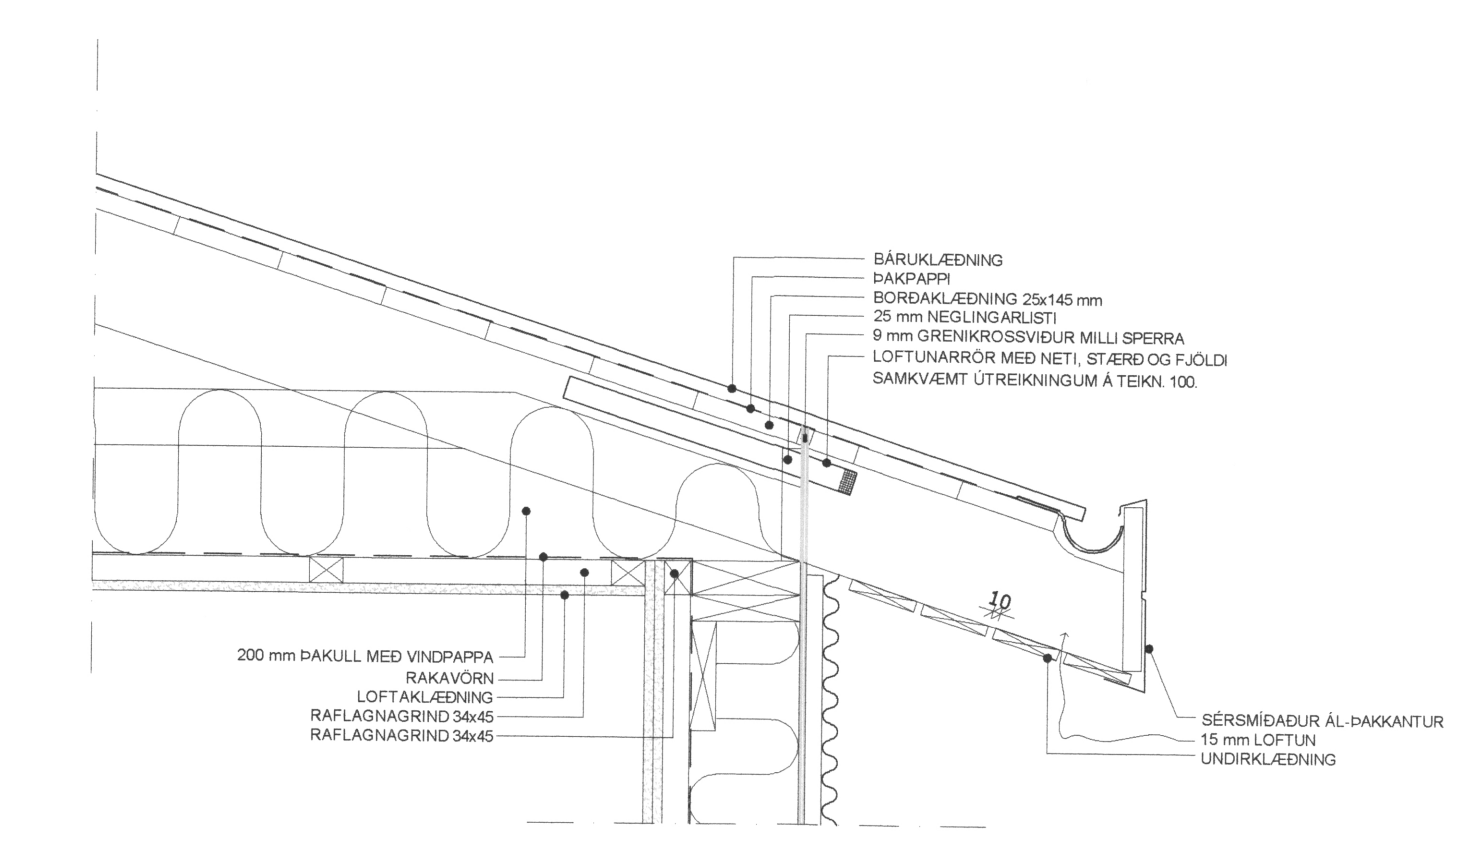 BÁRUKLÆÐNING
ÞAKPAPPI
BORÐAKLÆÐNING 25x145 mm
25 mm NEGLINGARLISTI
9 mm GRENIKROSSVIÐUR MILLI SPERRA
LOFTUNARRÖR MEÐ NETI, STÆRÐ OG FJÖLDI
SAMKVÆMT ÚTREIKNINGUM Á TEIKN. 100.
10
200 mm ÞAKULL MEÐ VINDPAPPA
RAKAVÖRN
LOFTAKLÆÐNING
RAFLAGNAGRIND 34x45
RAFLAGNAGRIND 34x45
SÉRSMÍÐAÐUR ÁL-ÞAKKANTUR
15 mm LOFTUN
UNDIRKLÆÐNING